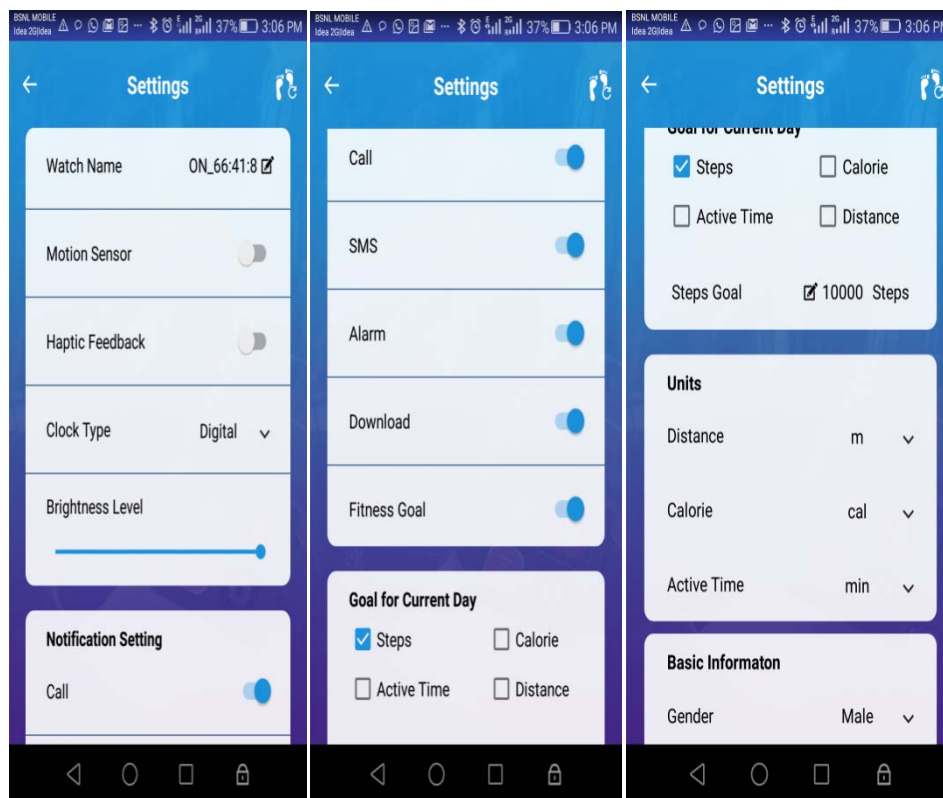 BSNL MOBILE
Idea 2G|Idea 37% 3:06 PM
Settings
Watch Name ON_66:41:8
Motion Sensor
Haptic Feedback
Clock Type Digital
Brightness Level
Notification Setting
Call
BSNL MOBILE
Idea 2G|Idea 37% 3:06 PM
Settings
Call
SMS
Alarm
Download
Fitness Goal
Goal for Current Day
Steps Calorie
Active Time Distance
BSNL MOBILE
Idea 2G|Idea 37% 3:06 PM
Settings
Goal for Current Day
Steps Calorie
Active Time Distance
Steps Goal 10000 Steps
Units
Distance m
Calorie cal
Active Time min
Basic Informaton
Gender Male